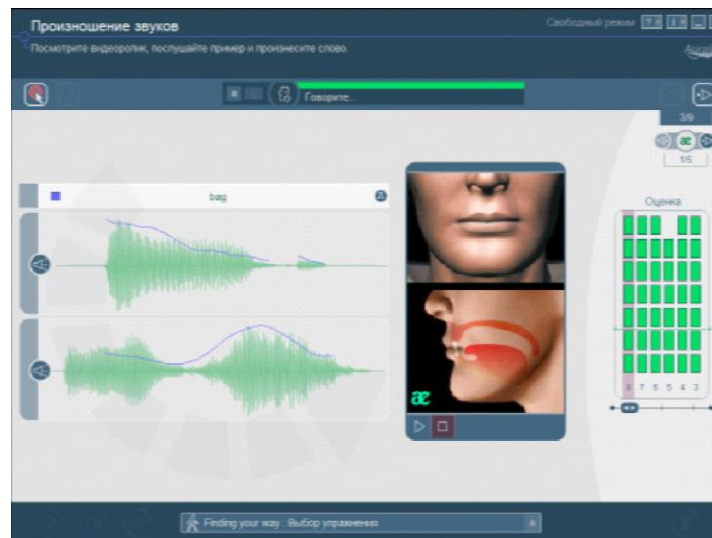 Произношение звуков
Свободный режим
Посмотрите видеоролик, послушайте пример и произнесите слово.
Говорите...
3/9
æ
1/5
bag
Оценка
æ
8 7 6 5 4 3
Finding your way : Выбор упражнения